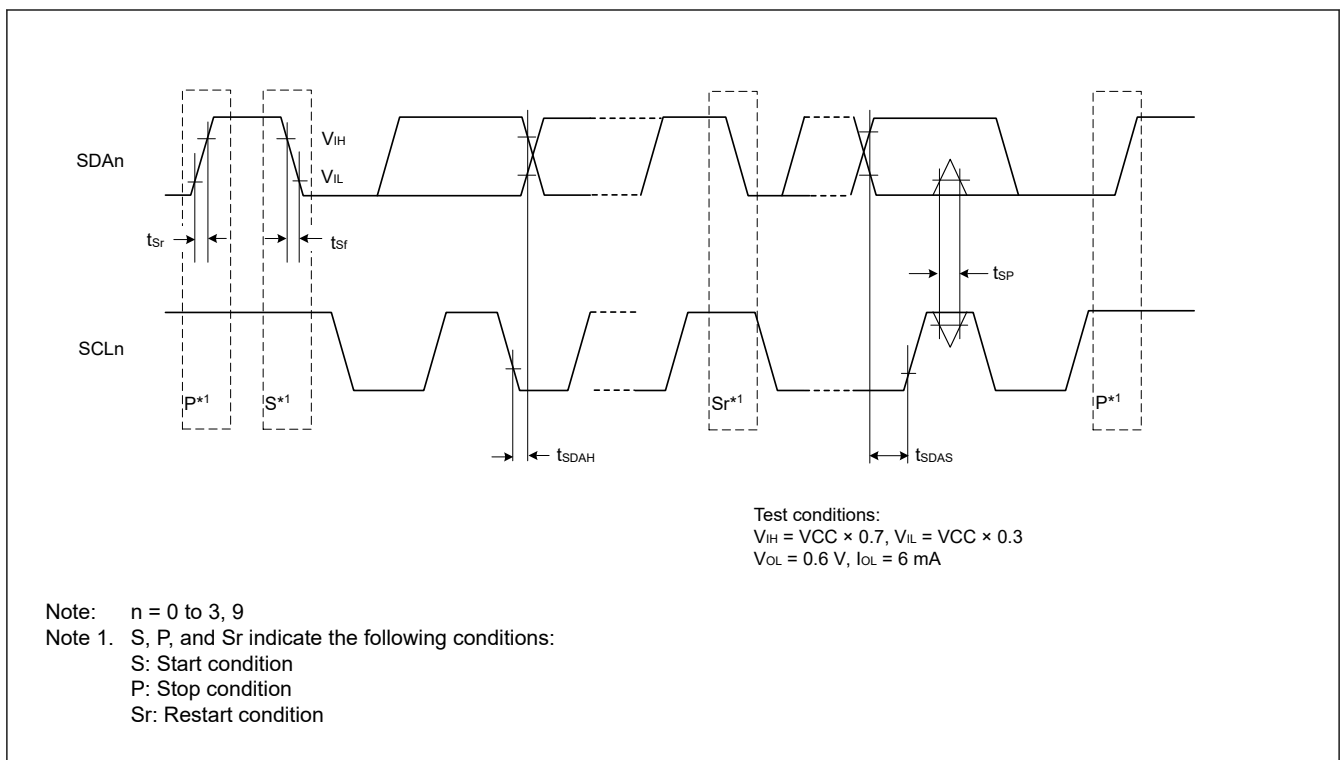 SDAn
VIH
VIL
tSr
tSf
tSP
SCLn
P*1
S*1
Sr*1
P*1
tSDAH
tSDAS
Test conditions:
VIH = VCC × 0.7, VIL = VCC × 0.3
VOL = 0.6 V, IOL = 6 mA
Note: n = 0 to 3, 9
Note 1. S, P, and Sr indicate the following conditions:
S: Start condition
P: Stop condition
Sr: Restart condition